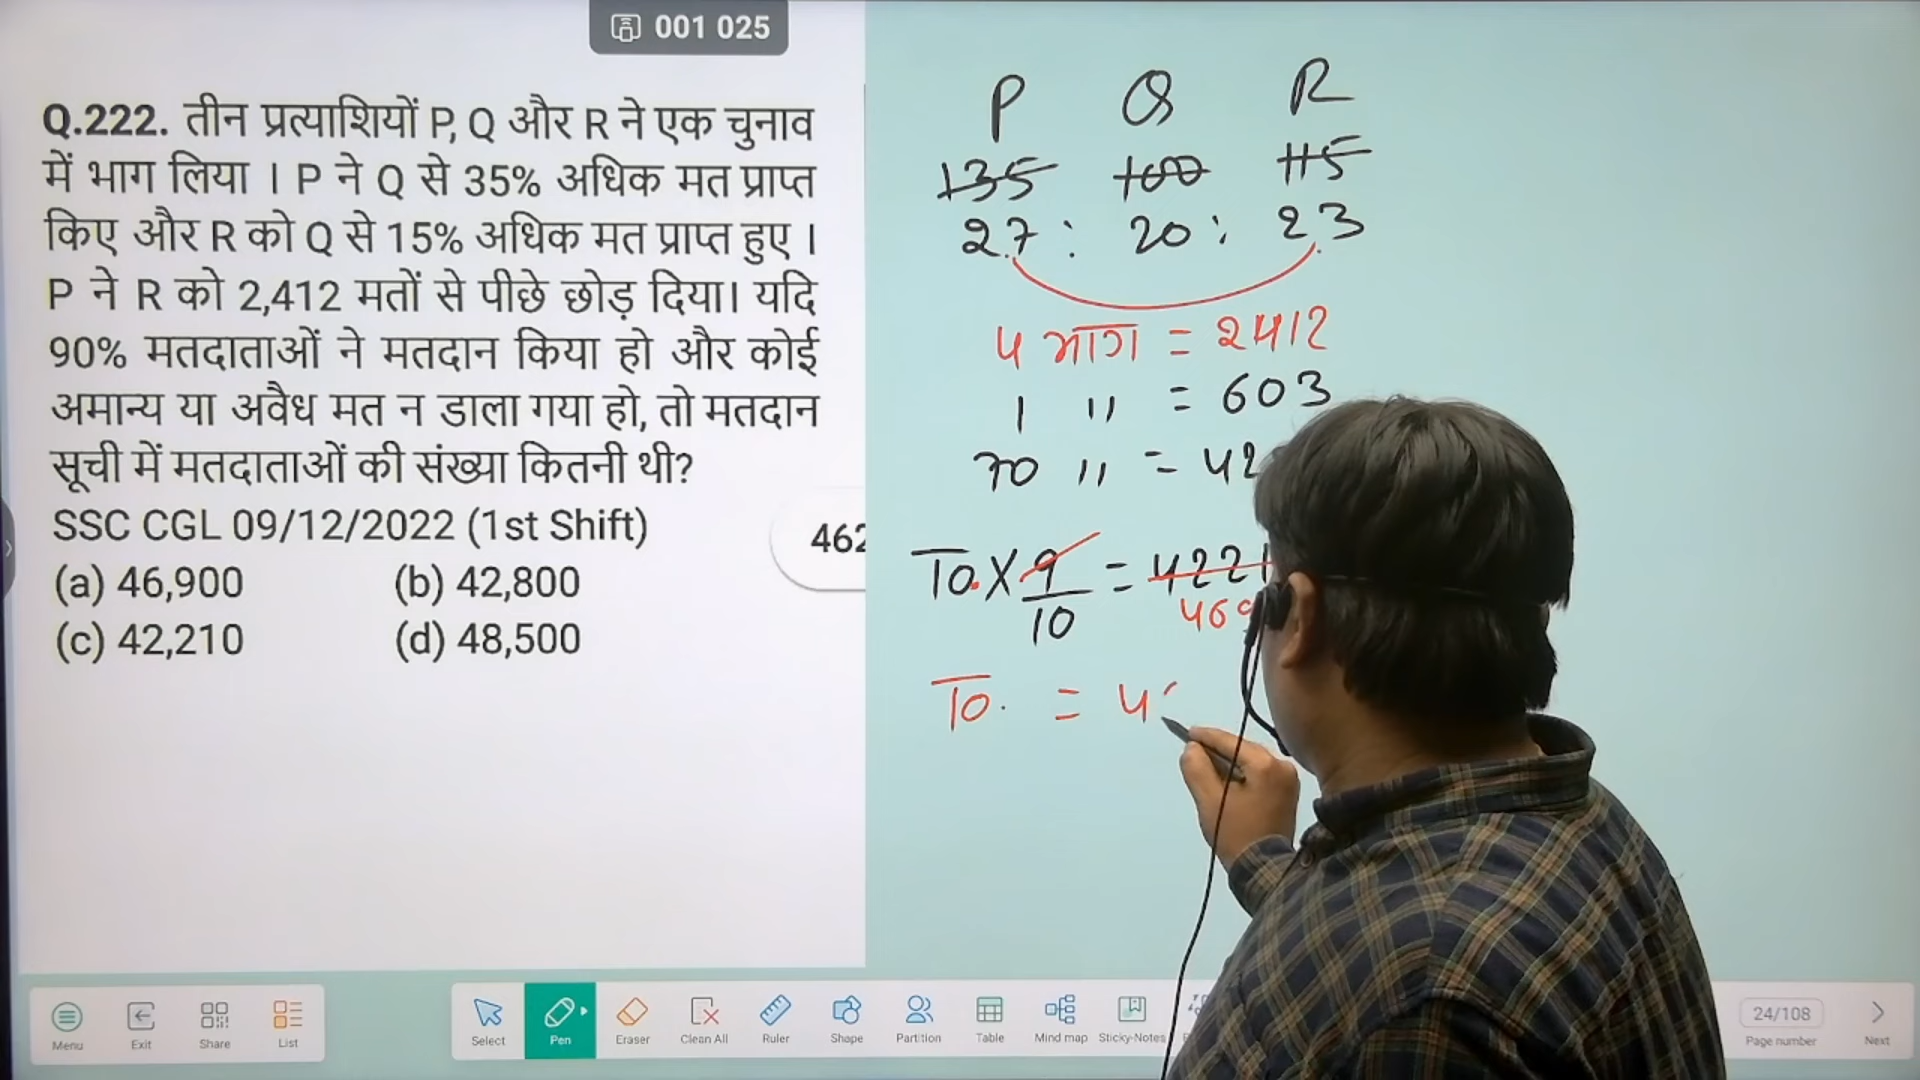 001 025
Q.222. तीन प्रत्याशियों P, Q और R ने एक चुनाव
में भाग लिया । P ने Q से 35% अधिक मत प्राप्त
किए और R को Q से 15% अधिक मत प्राप्त हुए ।
P ने R को 2,412 मतों से पीछे छोड़ दिया। यदि
90% मतदाताओं ने मतदान किया हो और कोई
अमान्य या अवैध मत न डाला गया हो, तो मतदान
सूची में मतदाताओं की संख्या कितनी थी?
SSC CGL 09/12/2022 (1st Shift)
(a) 46,900 (b) 42,800
(c) 42,210 (d) 48,500
462
P Q R
135 100 115
27 : 20 : 23
4 भाग = 2412
1 " = 603
70 " = 42
To. × 9/10 = 4221
469
To. = 4
Menu Exit Share List
Select Pen Eraser Clean All Ruler Shape Partition Table Mind map Sticky-Notes
24/108
Page number Next